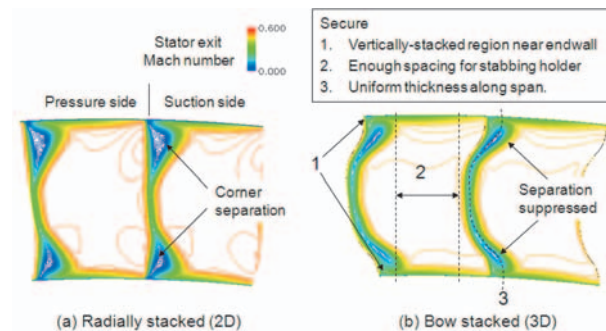 Stator exit
Mach number
0.600
0.000
Pressure side
Suction side
Corner
separation
(a) Radially stacked (2D)
Secure
1. Vertically-stacked region near endwall
2. Enough spacing for stabbing holder
3. Uniform thickness along span.
1
2
Separation
suppressed
3
(b) Bow stacked (3D)